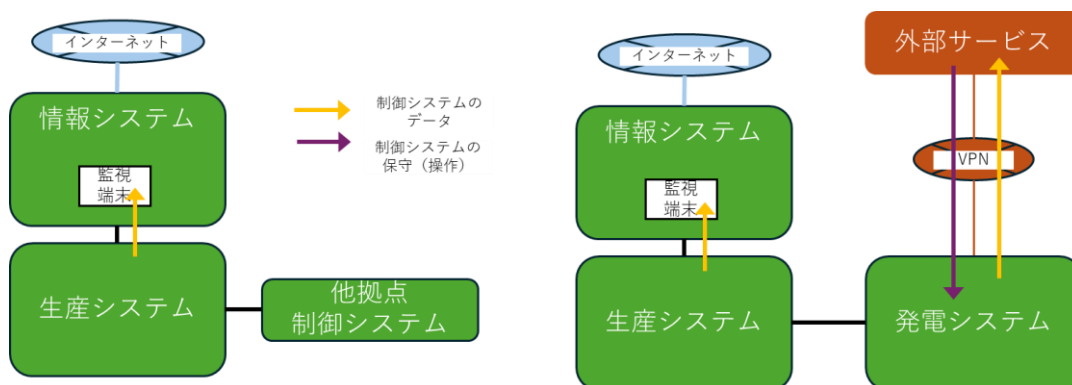 インターネット
情報システム
監視
端末
生産システム
他拠点
制御システム
制御システムの
データ
制御システムの
保守（操作）
インターネット
情報システム
監視
端末
生産システム
外部サービス
VPN
発電システム